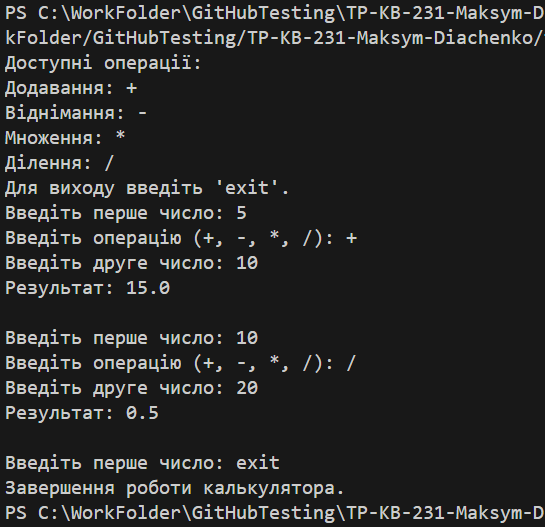 PS C:\WorkFolder\GitHubTesting\TP-KB-231-Maksym-D
kFolder/GitHubTesting/TP-KB-231-Maksym-Diachenko/
Доступні операції:
Додавання: +
Віднімання: -
Множення: *
Ділення: /
Для виходу введіть 'exit'.
Введіть перше число: 5
Введіть операцію (+, -, *, /): +
Введіть друге число: 10
Результат: 15.0
Введіть перше число: 10
Введіть операцію (+, -, *, /): /
Введіть друге число: 20
Результат: 0.5
Введіть перше число: exit
Завершення роботи калькулятора.
PS C:\WorkFolder\GitHubTesting\TP-KB-231-Maksym-D